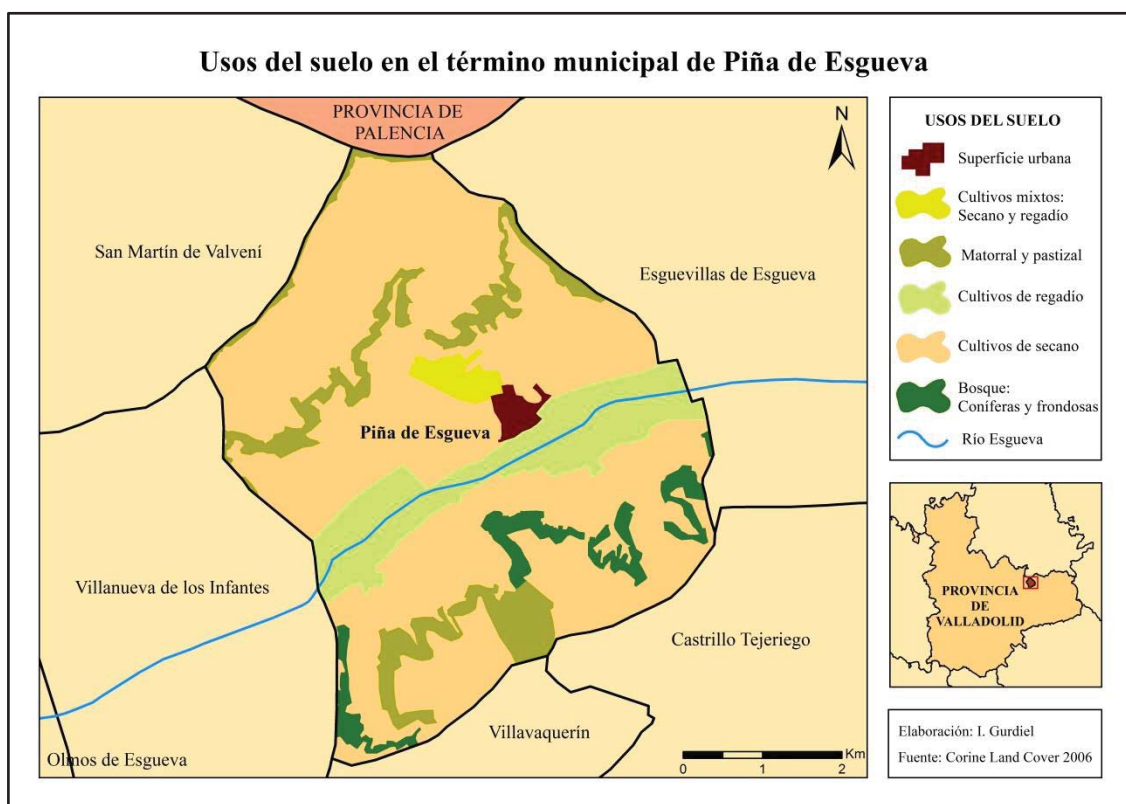 Usos del suelo en el término municipal de Piña de Esgueva
PROVINCIA DE
PALENCIA
N
San Martín de Valvení
Esguevillas de Esgueva
Piña de Esgueva
Villanueva de los Infantes
Castrillo Tejeriego
Villavaquerín
Olmos de Esgueva
Km
0 1 2
USOS DEL SUELO
Superficie urbana
Cultivos mixtos:
Secano y regadío
Matorral y pastizal
Cultivos de regadío
Cultivos de secano
Bosque:
Coníferas y frondosas
Río Esgueva
PROVINCIA
DE
VALLADOLID
Elaboración: I. Gurdiel
Fuente: Corine Land Cover 2006